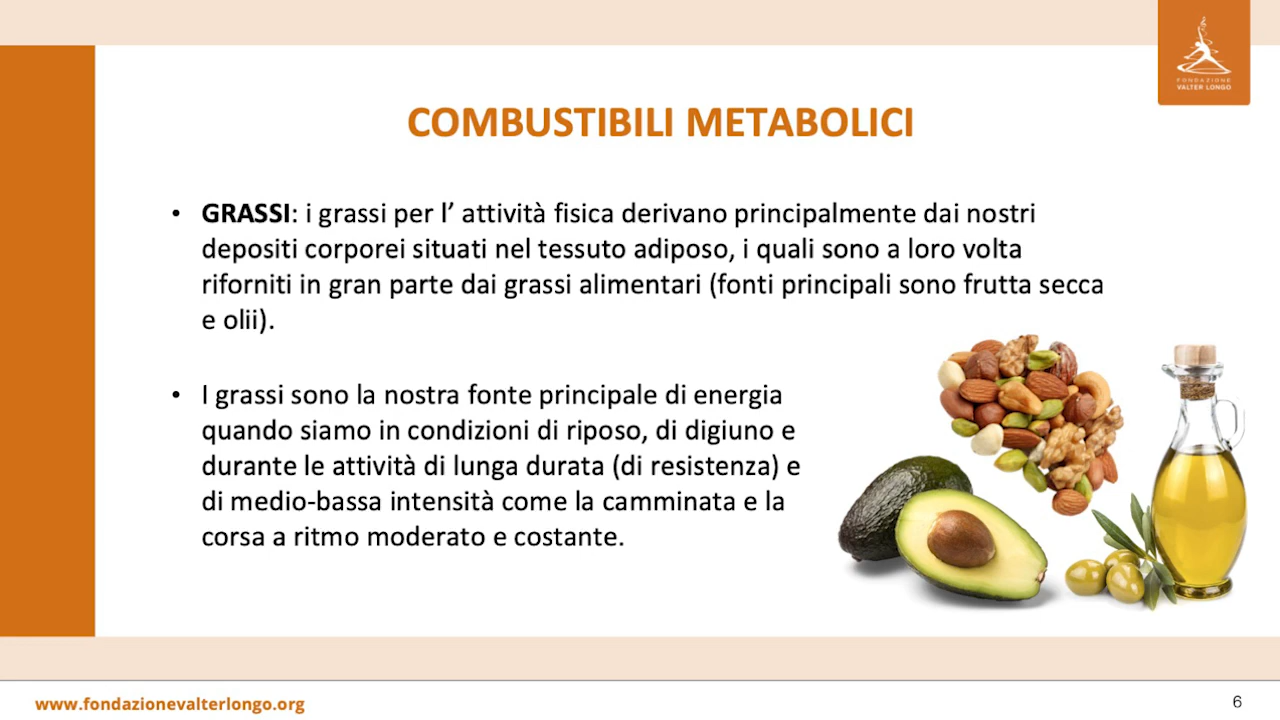 FONDAZIONE
VALTER LONGO
COMBUSTIBILI METABOLICI
• GRASSI: i grassi per l’ attività fisica derivano principalmente dai nostri
depositi corporei situati nel tessuto adiposo, i quali sono a loro volta
riforniti in gran parte dai grassi alimentari (fonti principali sono frutta secca
e olii).
• I grassi sono la nostra fonte principale di energia
quando siamo in condizioni di riposo, di digiuno e
durante le attività di lunga durata (di resistenza) e
di medio-bassa intensità come la camminata e la
corsa a ritmo moderato e costante.
www.fondazionevalterlongo.org
6